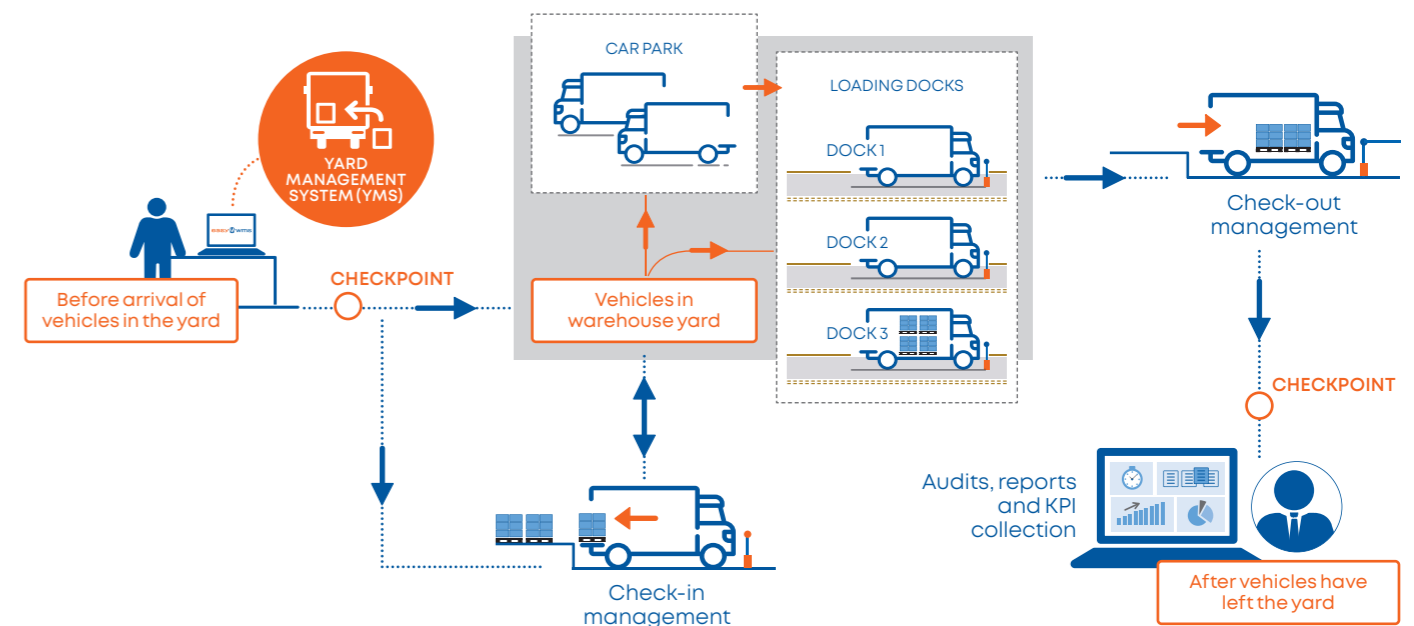 YARD
MANAGEMENT
SYSTEM (YMS)
EASY WMS
Before arrival of
vehicles in the yard
CHECKPOINT
CAR PARK
Vehicles in
warehouse yard
LOADING DOCKS
DOCK 1
DOCK 2
DOCK 3
Check-in
management
Check-out
management
CHECKPOINT
Audits, reports
and KPI
collection
After vehicles have
left the yard